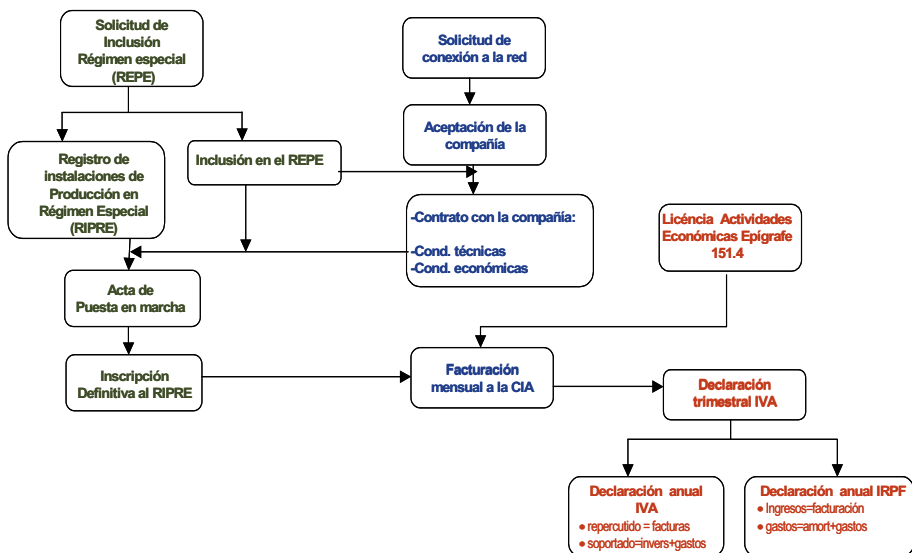 Solicitud de
Inclusión
Régimen especial
(REPE)
Solicitud de
conexión a la red
Aceptación de la
compañía
Registro de
instalaciones de
Producción en
Régimen Especial
(RIPRE)
Inclusión en el REPE
-Contrato con la compañía:
-Cond. técnicas
-Cond. económicas
Licéncia Actividades
Económicas Epígrafe
151.4
Acta de
Puesta en marcha
Inscripción
Definitiva al RIPRE
Facturación
mensual a la CIA
Declaración
trimestral IVA
Declaración anual
IVA
● repercutido = facturas
● soportado=invers+gastos
Declaración anual IRPF
● Ingresos=facturación
● gastos=amort+gastos